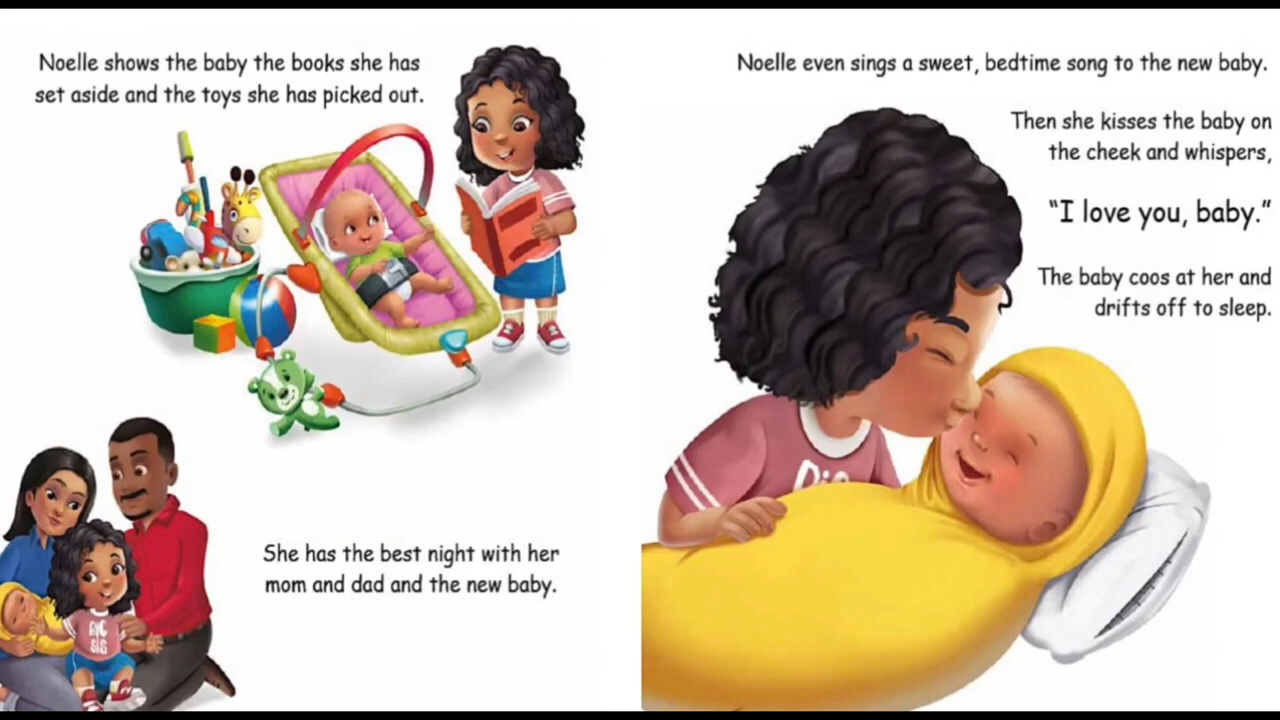 Noelle shows the baby the books she has
set aside and the toys she has picked out.
BIG
SIS
She has the best night with her
mom and dad and the new baby.
Noelle even sings a sweet, bedtime song to the new baby.
Then she kisses the baby on
the cheek and whispers,
“I love you, baby.”
The baby coos at her and
drifts off to sleep.
Big